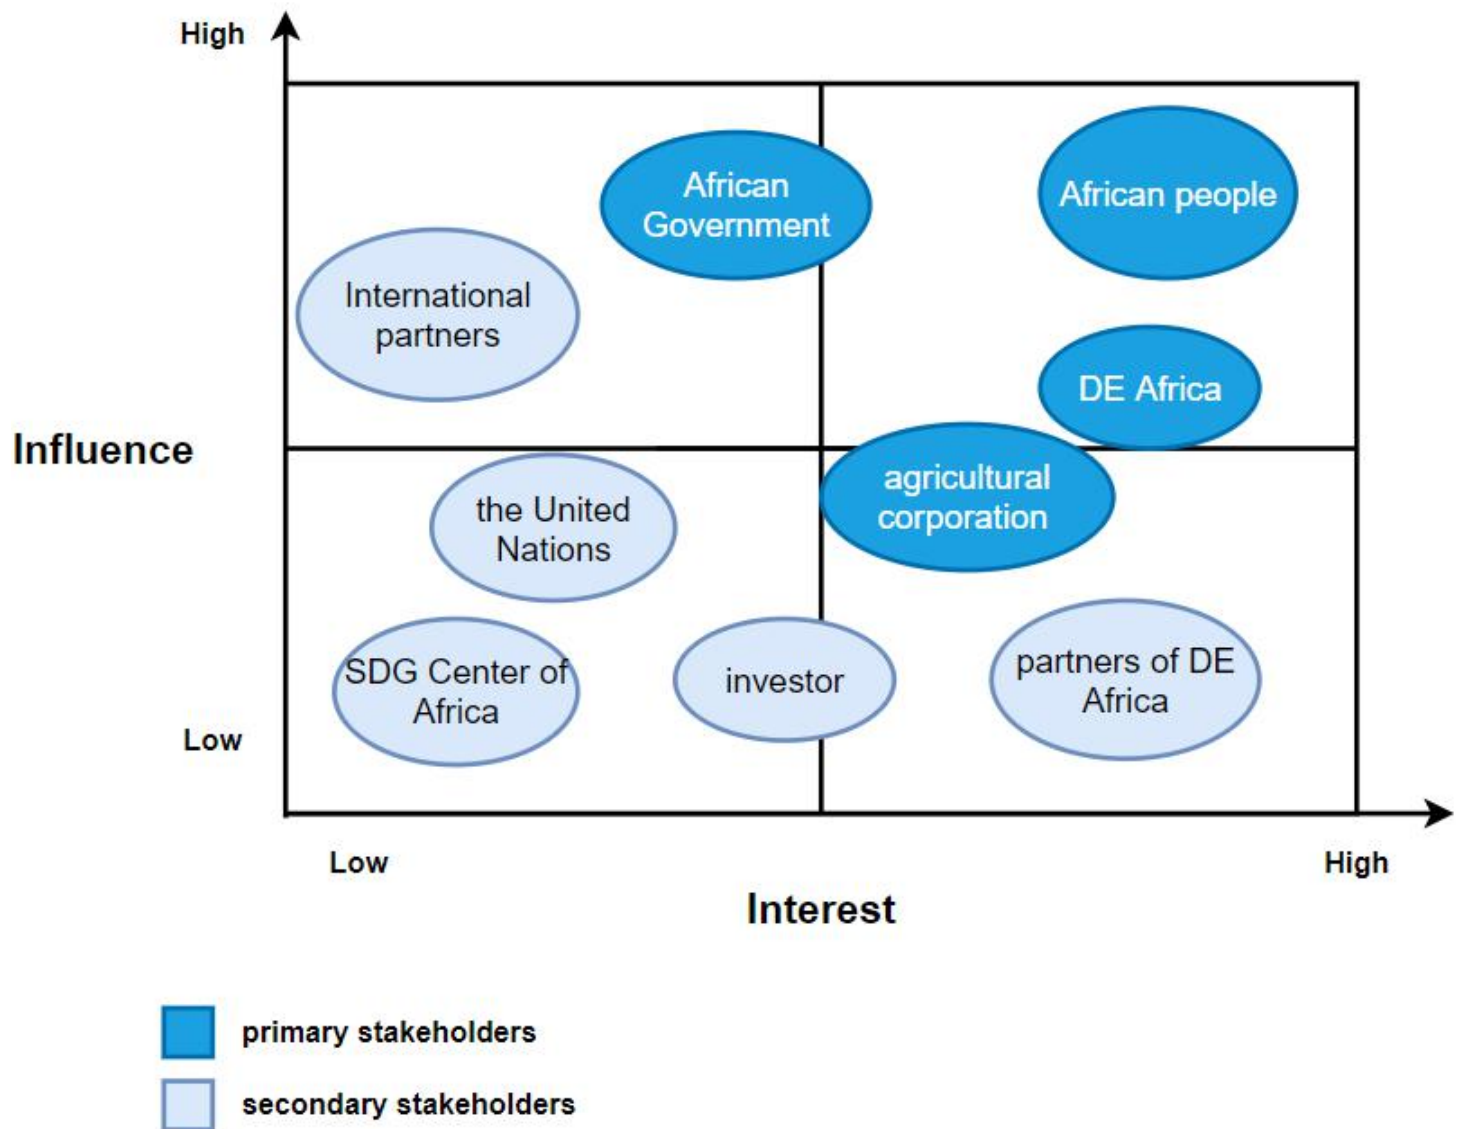 High
African
Government
African people
International
partners
DE Africa
Influence
agricultural
corporation
the United
Nations
SDG Center of
Africa
investor
partners of DE
Africa
Low
Low
High
Interest
primary stakeholders
secondary stakeholders